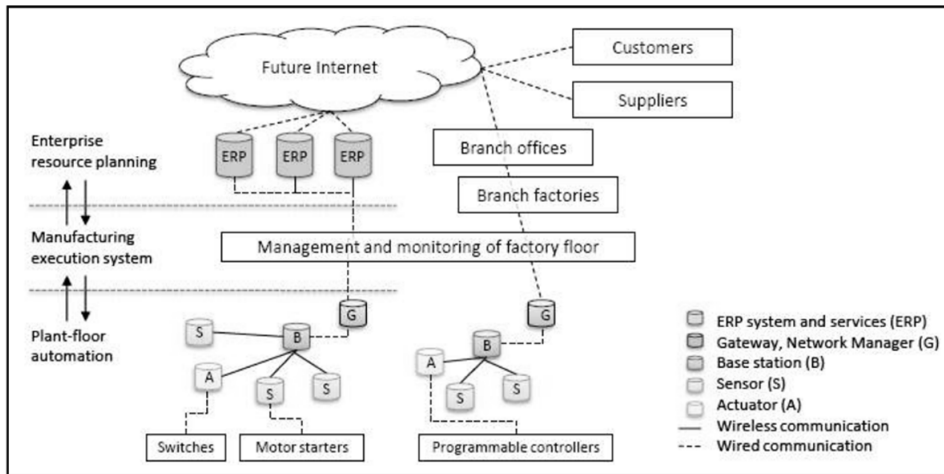 Future Internet
Customers
Suppliers
Enterprise
resource planning
ERP
ERP
ERP
Branch offices
Branch factories
Manufacturing
execution system
Management and monitoring of factory floor
Plant-floor
automation
G
S
B
A
S
S
G
B
A
S
S
Switches
Motor starters
Programmable controllers
ERP system and services (ERP)
Gateway, Network Manager (G)
Base station (B)
Sensor (S)
Actuator (A)
Wireless communication
Wired communication